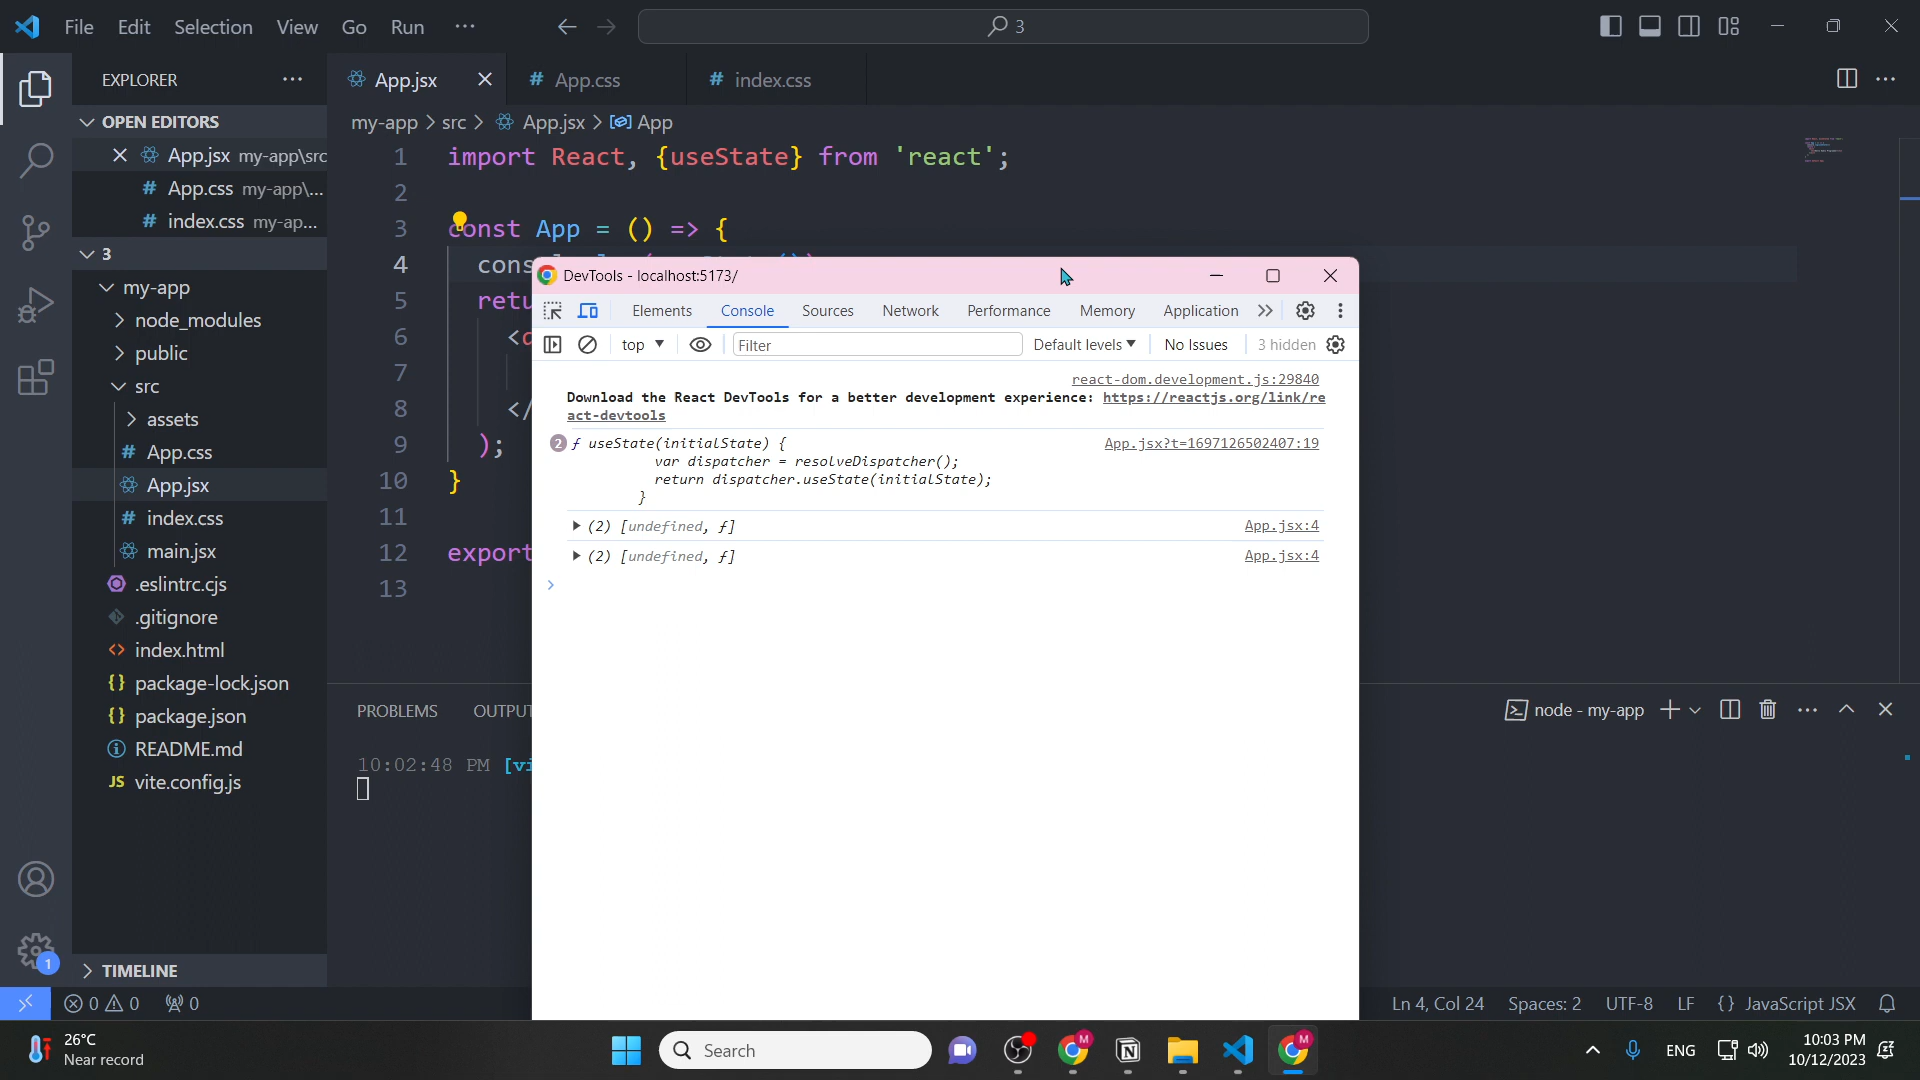 File Edit Selection View Go Run ···
3
EXPLORER
App.jsx
# App.css
# index.css
OPEN EDITORS
my-app > src > App.jsx > App
App.jsx my-app\src
# App.css my-app\...
# index.css my-ap...
3
my-app
node_modules
public
src
assets
# App.css
App.jsx
# index.css
main.jsx
.eslintrc.cjs
.gitignore
index.html
{} package-lock.json
{} package.json
README.md
JS vite.config.js
TIMELINE
1 import React, {useState} from 'react';
2
3 const App = () => {
4 cons
5 retu
6 <d
7
8 </
9 );
10 }
11
12 export
13
DevTools - localhost:5173/
Elements Console Sources Network Performance Memory Application
top Filter Default levels No Issues 3 hidden
react-dom.development.js:29840
Download the React DevTools for a better development experience: https://reactjs.org/link/re
act-devtools
2 ƒ useState(initialState) { App.jsx?t=1697126502407:19
var dispatcher = resolveDispatcher();
return dispatcher.useState(initialState);
}
(2) [undefined, ƒ] App.jsx:4
(2) [undefined, ƒ] App.jsx:4
PROBLEMS OUTPUT
node - my-app
10:02:48 PM [vi
1
0 0 0
Ln 4, Col 24 Spaces: 2 UTF-8 LF {} JavaScript JSX
26°C
Near record
Search
M
M
ENG
10:03 PM
10/12/2023